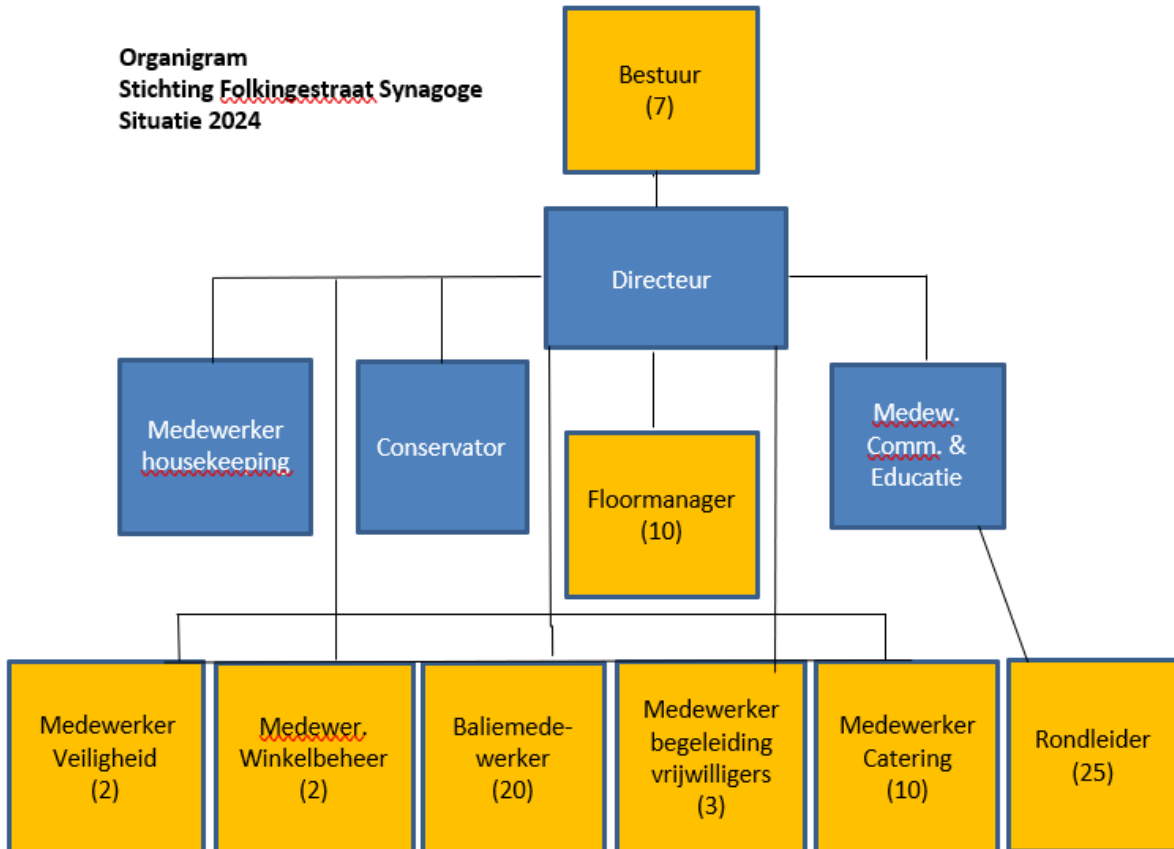 Organigram
Stichting Folkingestraat Synagoge
Situatie 2024
Bestuur
(7)
Directeur
Medewerker
housekeeping
Conservator
Floormanager
(10)
Medew.
Comm. &
Educatie
Medewerker
Veiligheid
(2)
Medewer.
Winkelbeheer
(2)
Baliemede-
werker
(20)
Medewerker
begeleiding
vrijwilligers
(3)
Medewerker
Catering
(10)
Rondleider
(25)